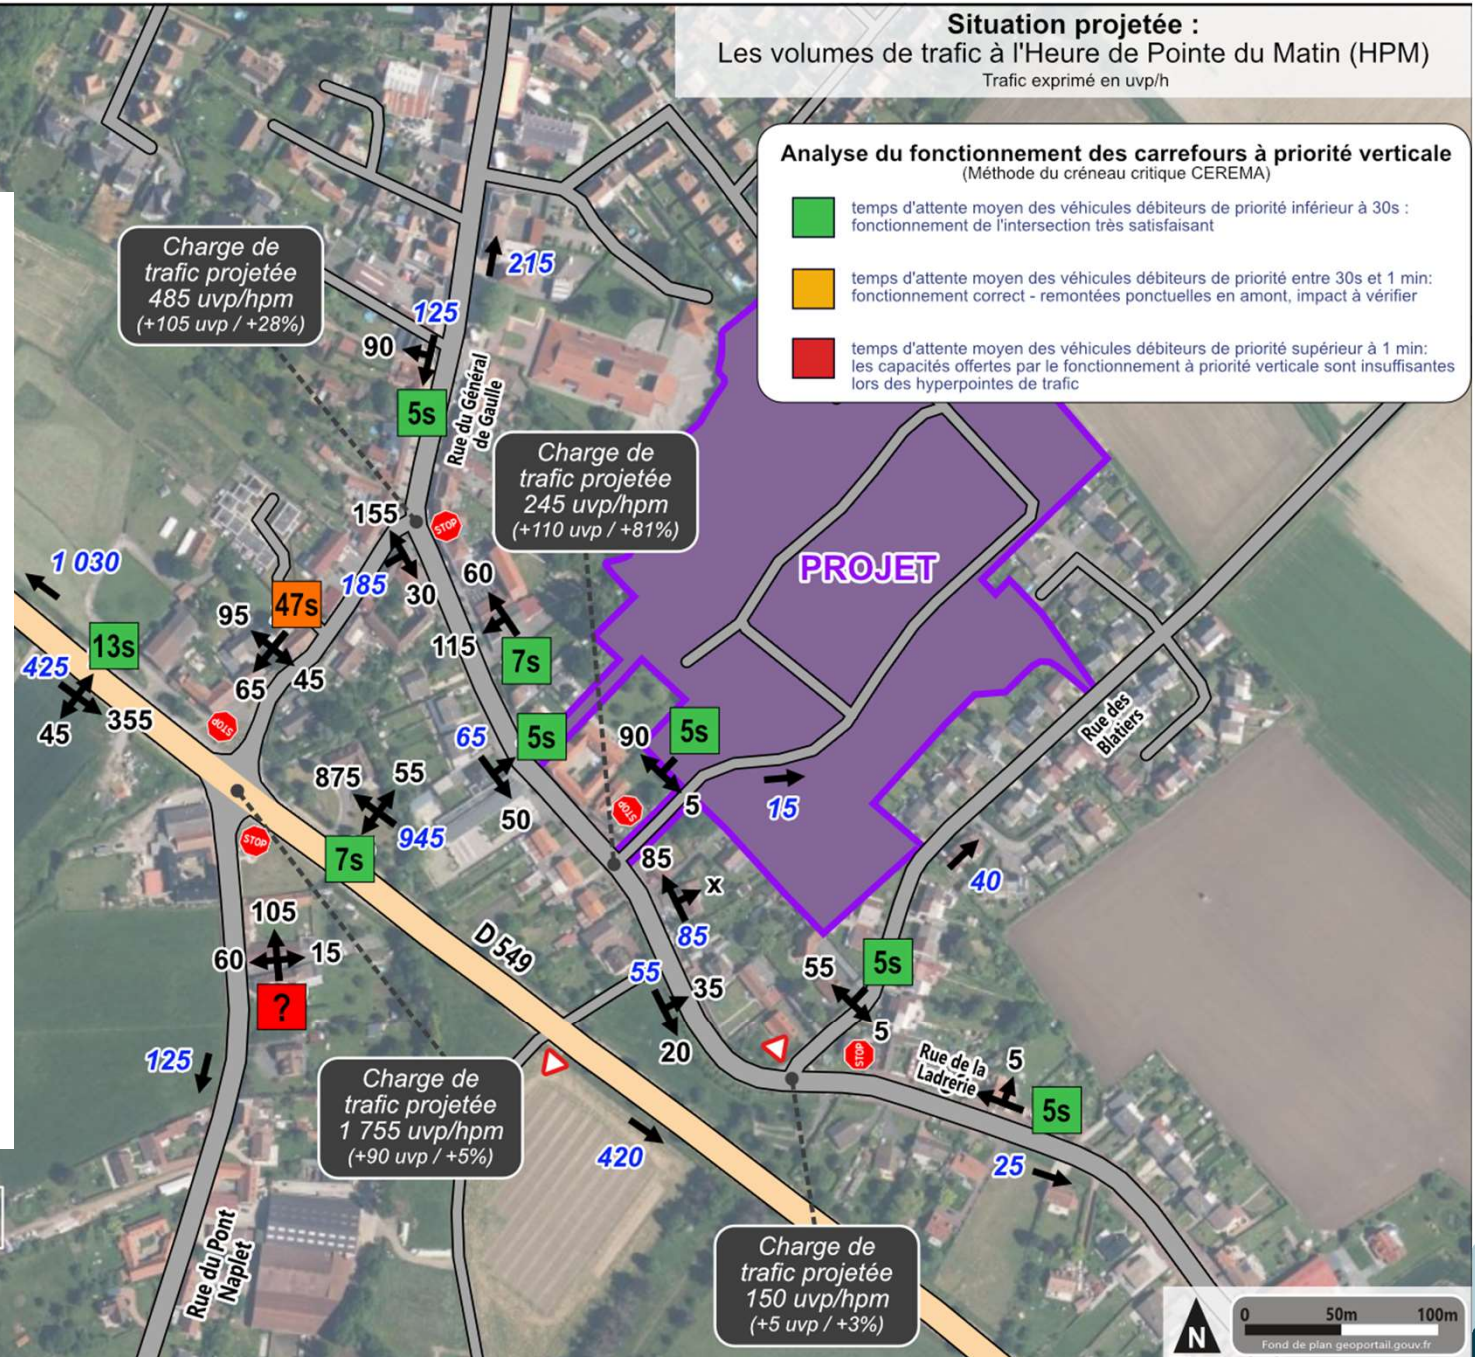 Situation projetée :
Les volumes de trafic à l'Heure de Pointe du Matin (HPM)
Trafic exprimé en uvp/h
Analyse du fonctionnement des carrefours à priorité verticale
(Méthode du créneau critique CEREMA)
temps d'attente moyen des véhicules débiteurs de priorité inférieur à 30s :
fonctionnement de l'intersection très satisfaisant
temps d'attente moyen des véhicules débiteurs de priorité entre 30s et 1 min:
fonctionnement correct - remontées ponctuelles en amont, impact à vérifier
temps d'attente moyen des véhicules débiteurs de priorité supérieur à 1 min:
les capacités offertes par le fonctionnement à priorité verticale sont insuffisantes
lors des hyperpointes de trafic
Charge de
trafic projetée
485 uvp/hpm
(+105 uvp / +28%)
215
125
90
5s
Rue du Général
de Gaulle
Charge de
trafic projetée
245 uvp/hpm
(+110 uvp / +81%)
155
STOP
185
30
60
115
7s
PROJET
1 030
47s
95
65
45
13s
425
45
355
STOP
65
5s
50
90
5s
5
15
STOP
Rue des
Blatiers
875
55
945
7s
STOP
85
x
85
40
105
60
15
?
D 549
55
35
20
55
5s
5
STOP
Rue de la
Ladrerie
5
5s
25
125
Charge de
trafic projetée
1 755 uvp/hpm
(+90 uvp / +5%)
420
Rue du Pont
Naplet
Charge de
trafic projetée
150 uvp/hpm
(+5 uvp / +3%)
N
0 50m 100m
Fond de plan geoportail.gouv.fr